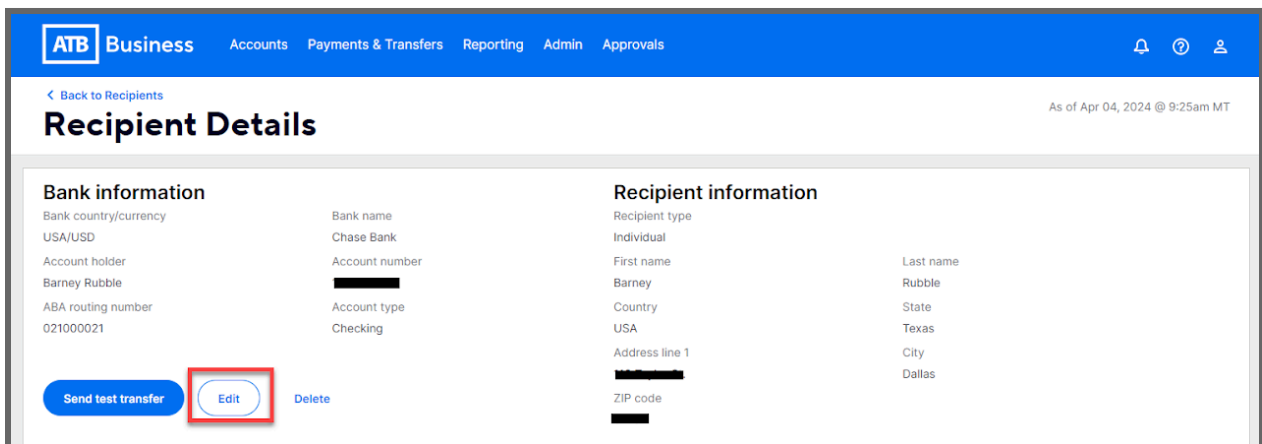 ATB Business Accounts Payments & Transfers Reporting Admin Approvals
Back to Recipients
Recipient Details
As of Apr 04, 2024 @ 9:25am MT
Bank information
Bank country/currency Bank name
USA/USD Chase Bank
Account holder Account number
Barney Rubble
ABA routing number Account type
021000021 Checking
Send test transfer Edit Delete
Recipient information
Recipient type
Individual
First name Last name
Barney Rubble
Country State
USA Texas
Address line 1 City
Dallas
ZIP code